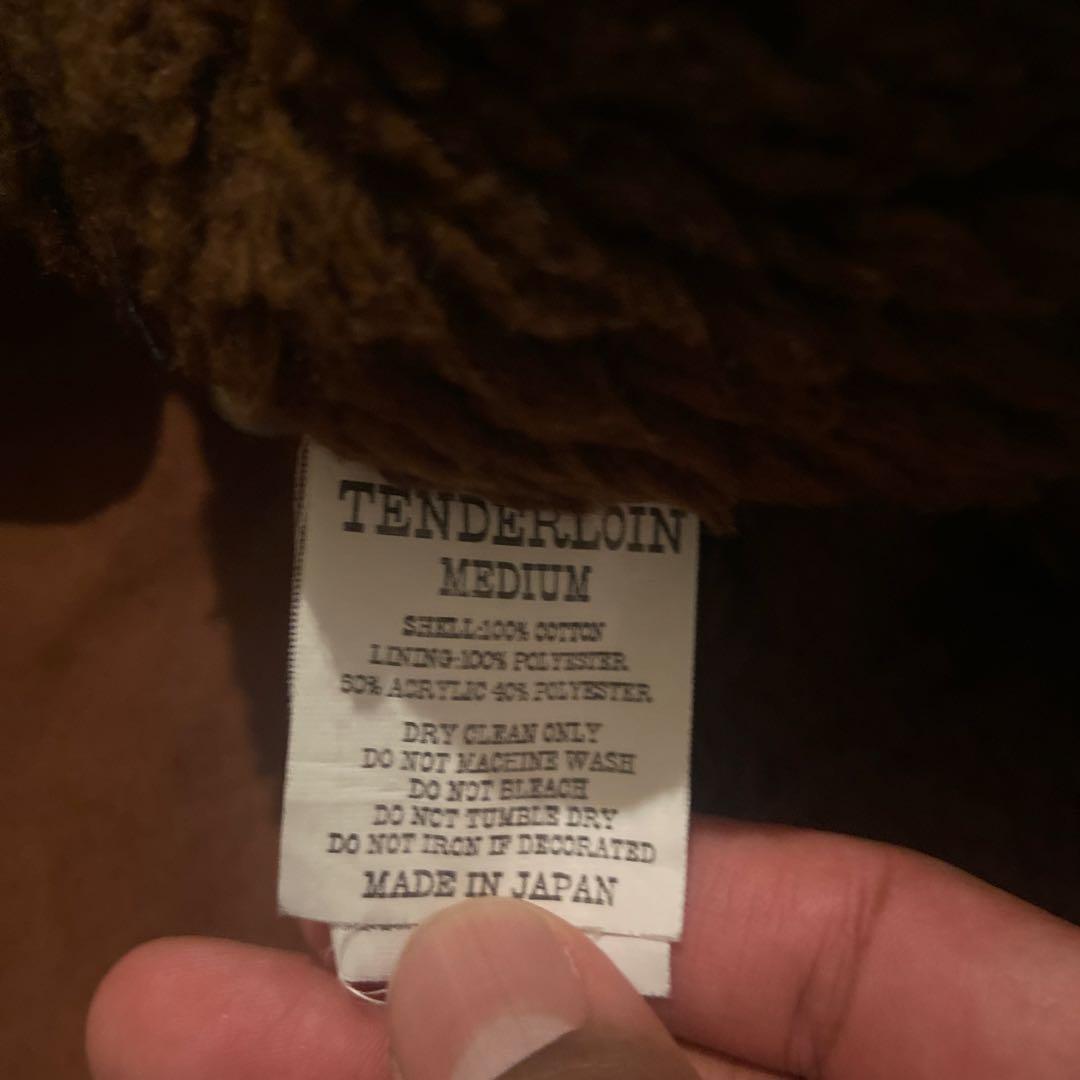 TENDERLOIN
MEDIUM
SHELL-100% COTTON
LINING-100% POLYESTER
50% ACRYLIC 40% POLYESTER
DRY CLEAN ONLY
DO NOT MACHINE WASH
DO NOT BLEACH
DO NOT TUMBLE DRY
DO NOT IRON IF DECORATED
MADE IN JAPAN